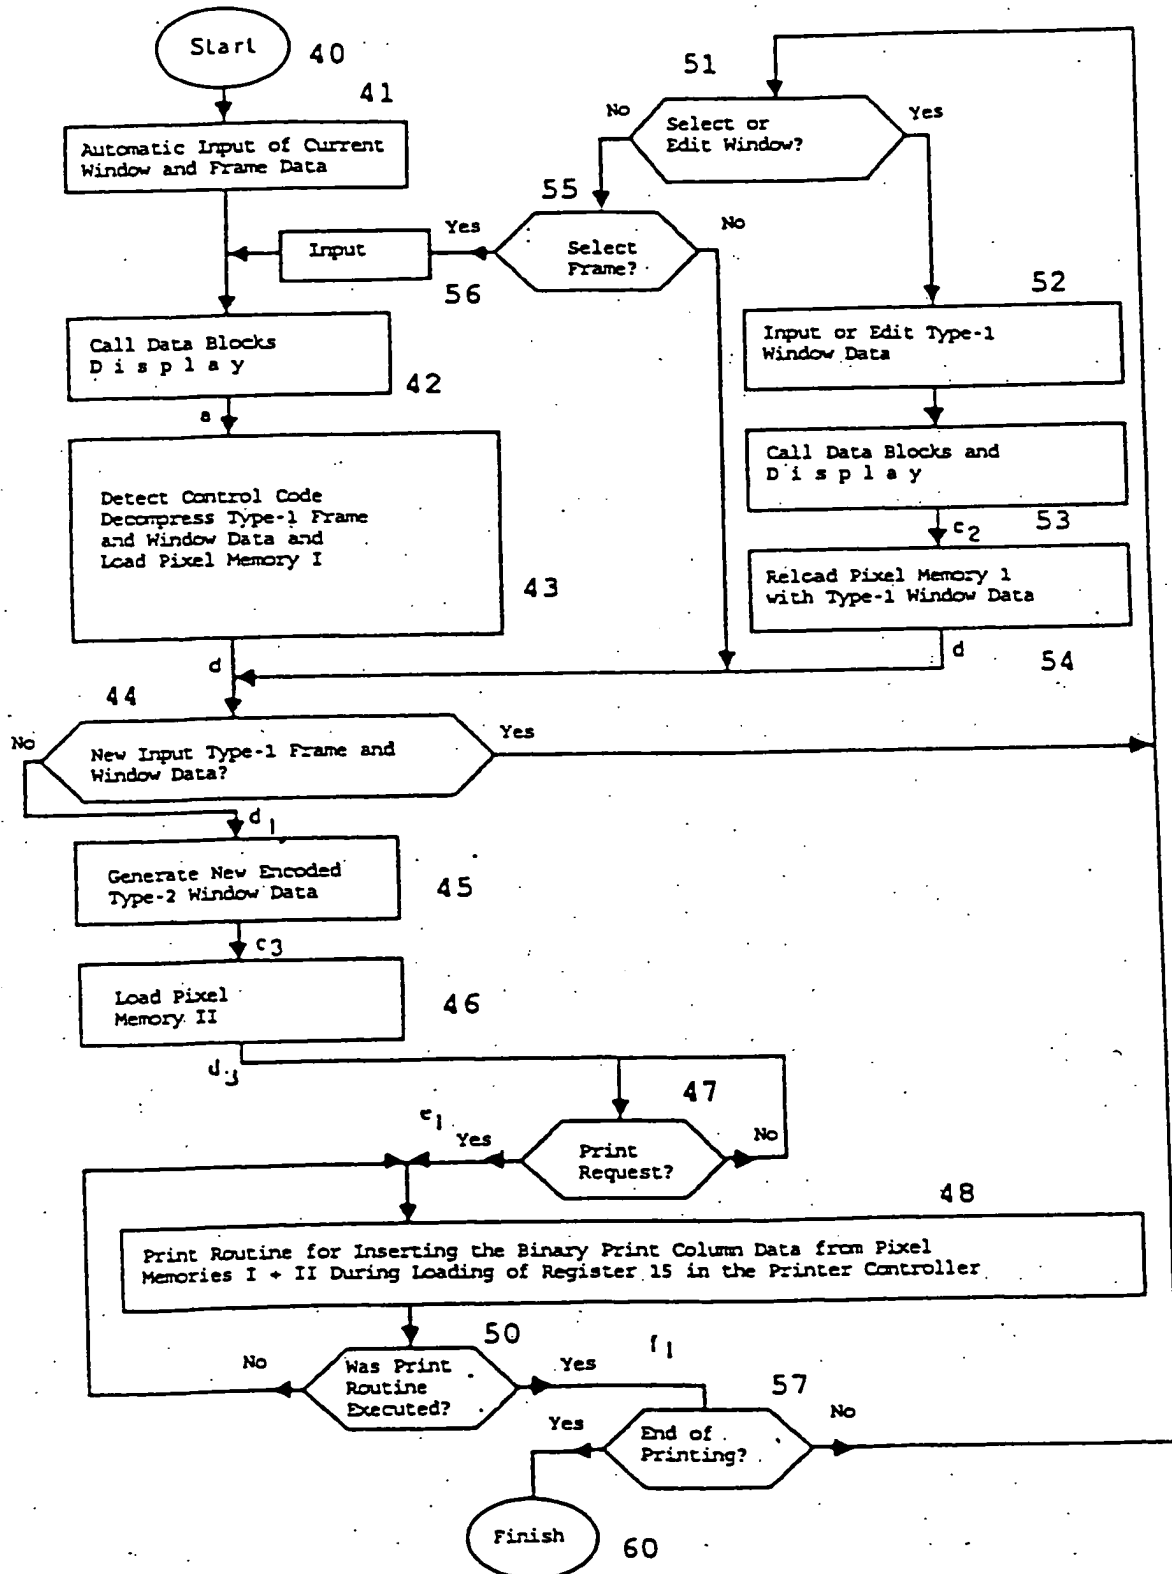 Start
40
41
Automatic Input of Current
Window and Frame Data
51
No
Select or
Edit Window?
Yes
55
Yes
Select
Frame?
No
Input
56
Call Data Blocks
D i s p l a y
42
a
52
Input or Edit Type-1
Window Data
Call Data Blocks and
D i s p l a y
53
c2
Detect Control Code
Decompress Type-1 Frame
and Window Data and
Load Pixel Memory I
43
Reload Pixel Memory 1
with Type-1 Window Data
d
54
d
44
No
New Input Type-1 Frame and
Window Data?
Yes
d1
Generate New Encoded
Type-2 Window Data
45
c3
Load Pixel
Memory II
46
d3
47
e1
Yes
Print
Request?
No
48
Print Routine for Inserting the Binary Print Column Data from Pixel
Memories I + II During Loading of Register 15 in the Printer Controller
50
No
Was Print
Routine
Executed?
Yes
f1
57
Yes
End of
Printing?
No
Finish
60